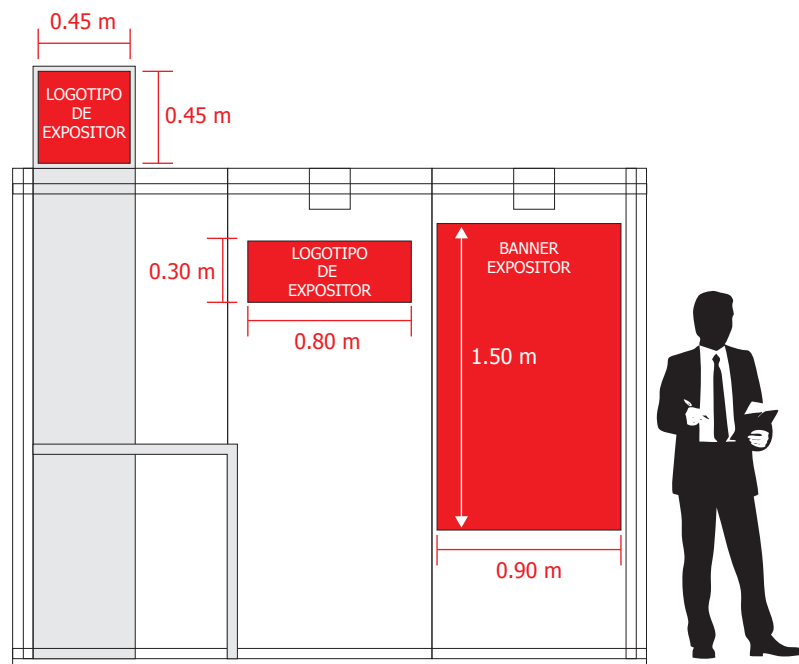 0.45 m
LOGOTIPO
DE
EXPOSITOR
0.45 m
0.30 m
LOGOTIPO
DE
EXPOSITOR
0.80 m
BANNER
EXPOSITOR
1.50 m
0.90 m